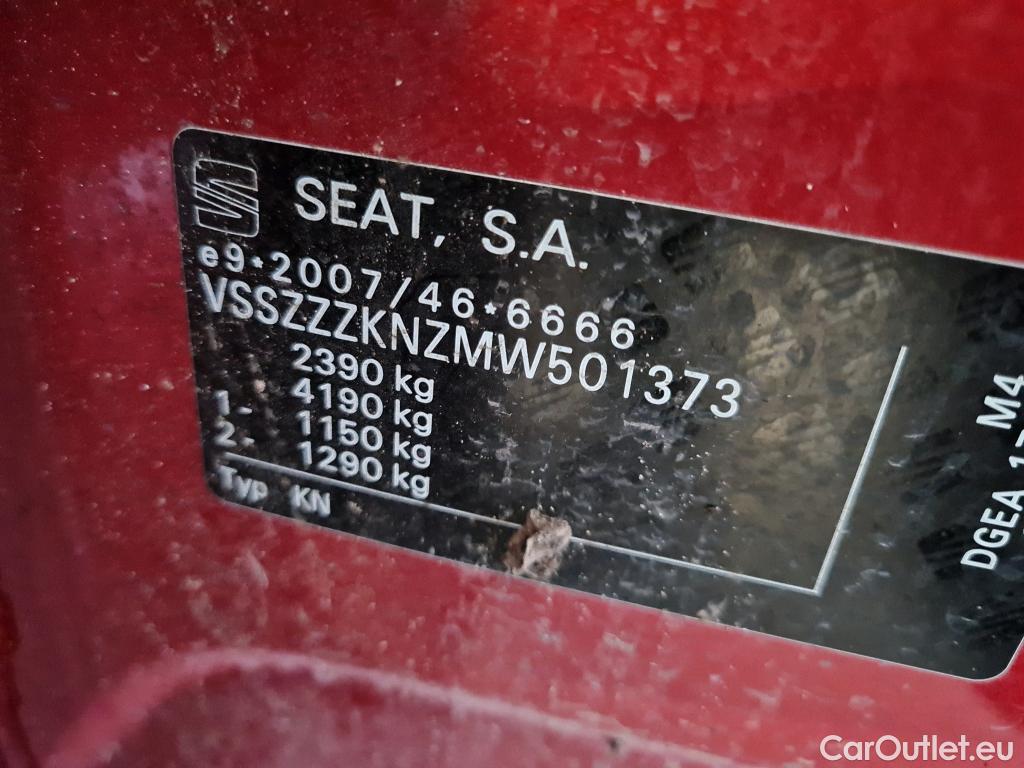 SEAT, S.A.
e9*2007/46*6666
VSSZZZKNZMW501373
2390 kg
4190 kg
1- 1150 kg
2- 1290 kg
Typ KN
M4
DGEA
CarOutlet.eu